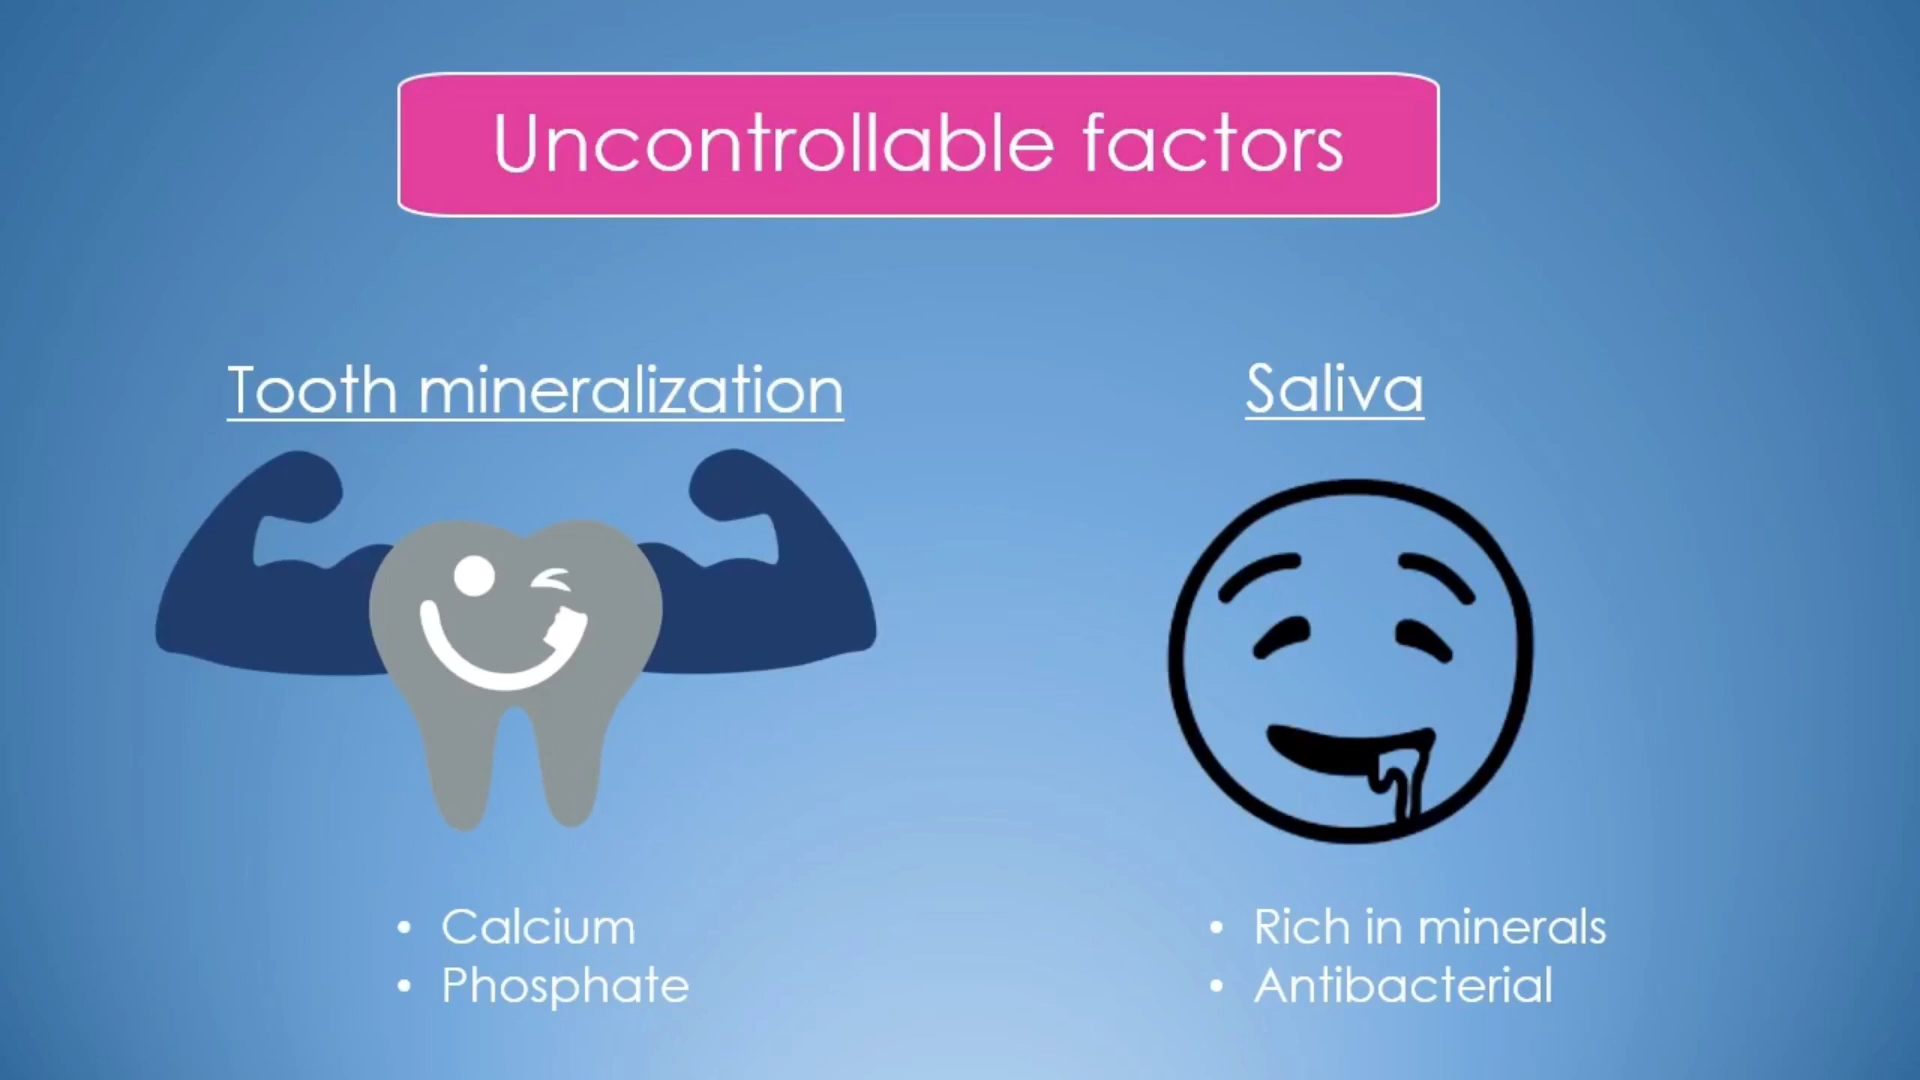 Uncontrollable factors
Tooth mineralization
• Calcium
• Phosphate
Saliva
• Rich in minerals
• Antibacterial